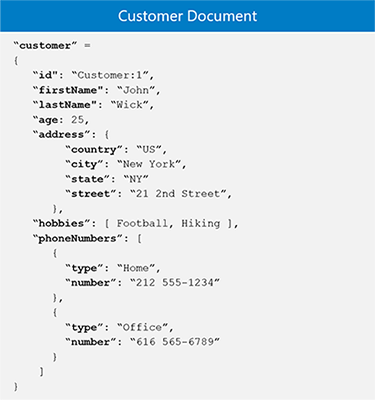 Customer Document
“customer” =
{
“id": “Customer:1”,
“firstName": “John”,
“lastName": “Wick”,
“age: 25,
“address”: {
“country”: “US”,
“city”: “New York”,
“state”: “NY”
“street”: “21 2nd Street”,
},
“hobbies”: [ Football, Hiking ],
“phoneNumbers”: [
{
“type”: “Home”,
“number”: “212 555-1234”
},
{
“type”: “Office”,
“number”: “616 565-6789”
}
]
}